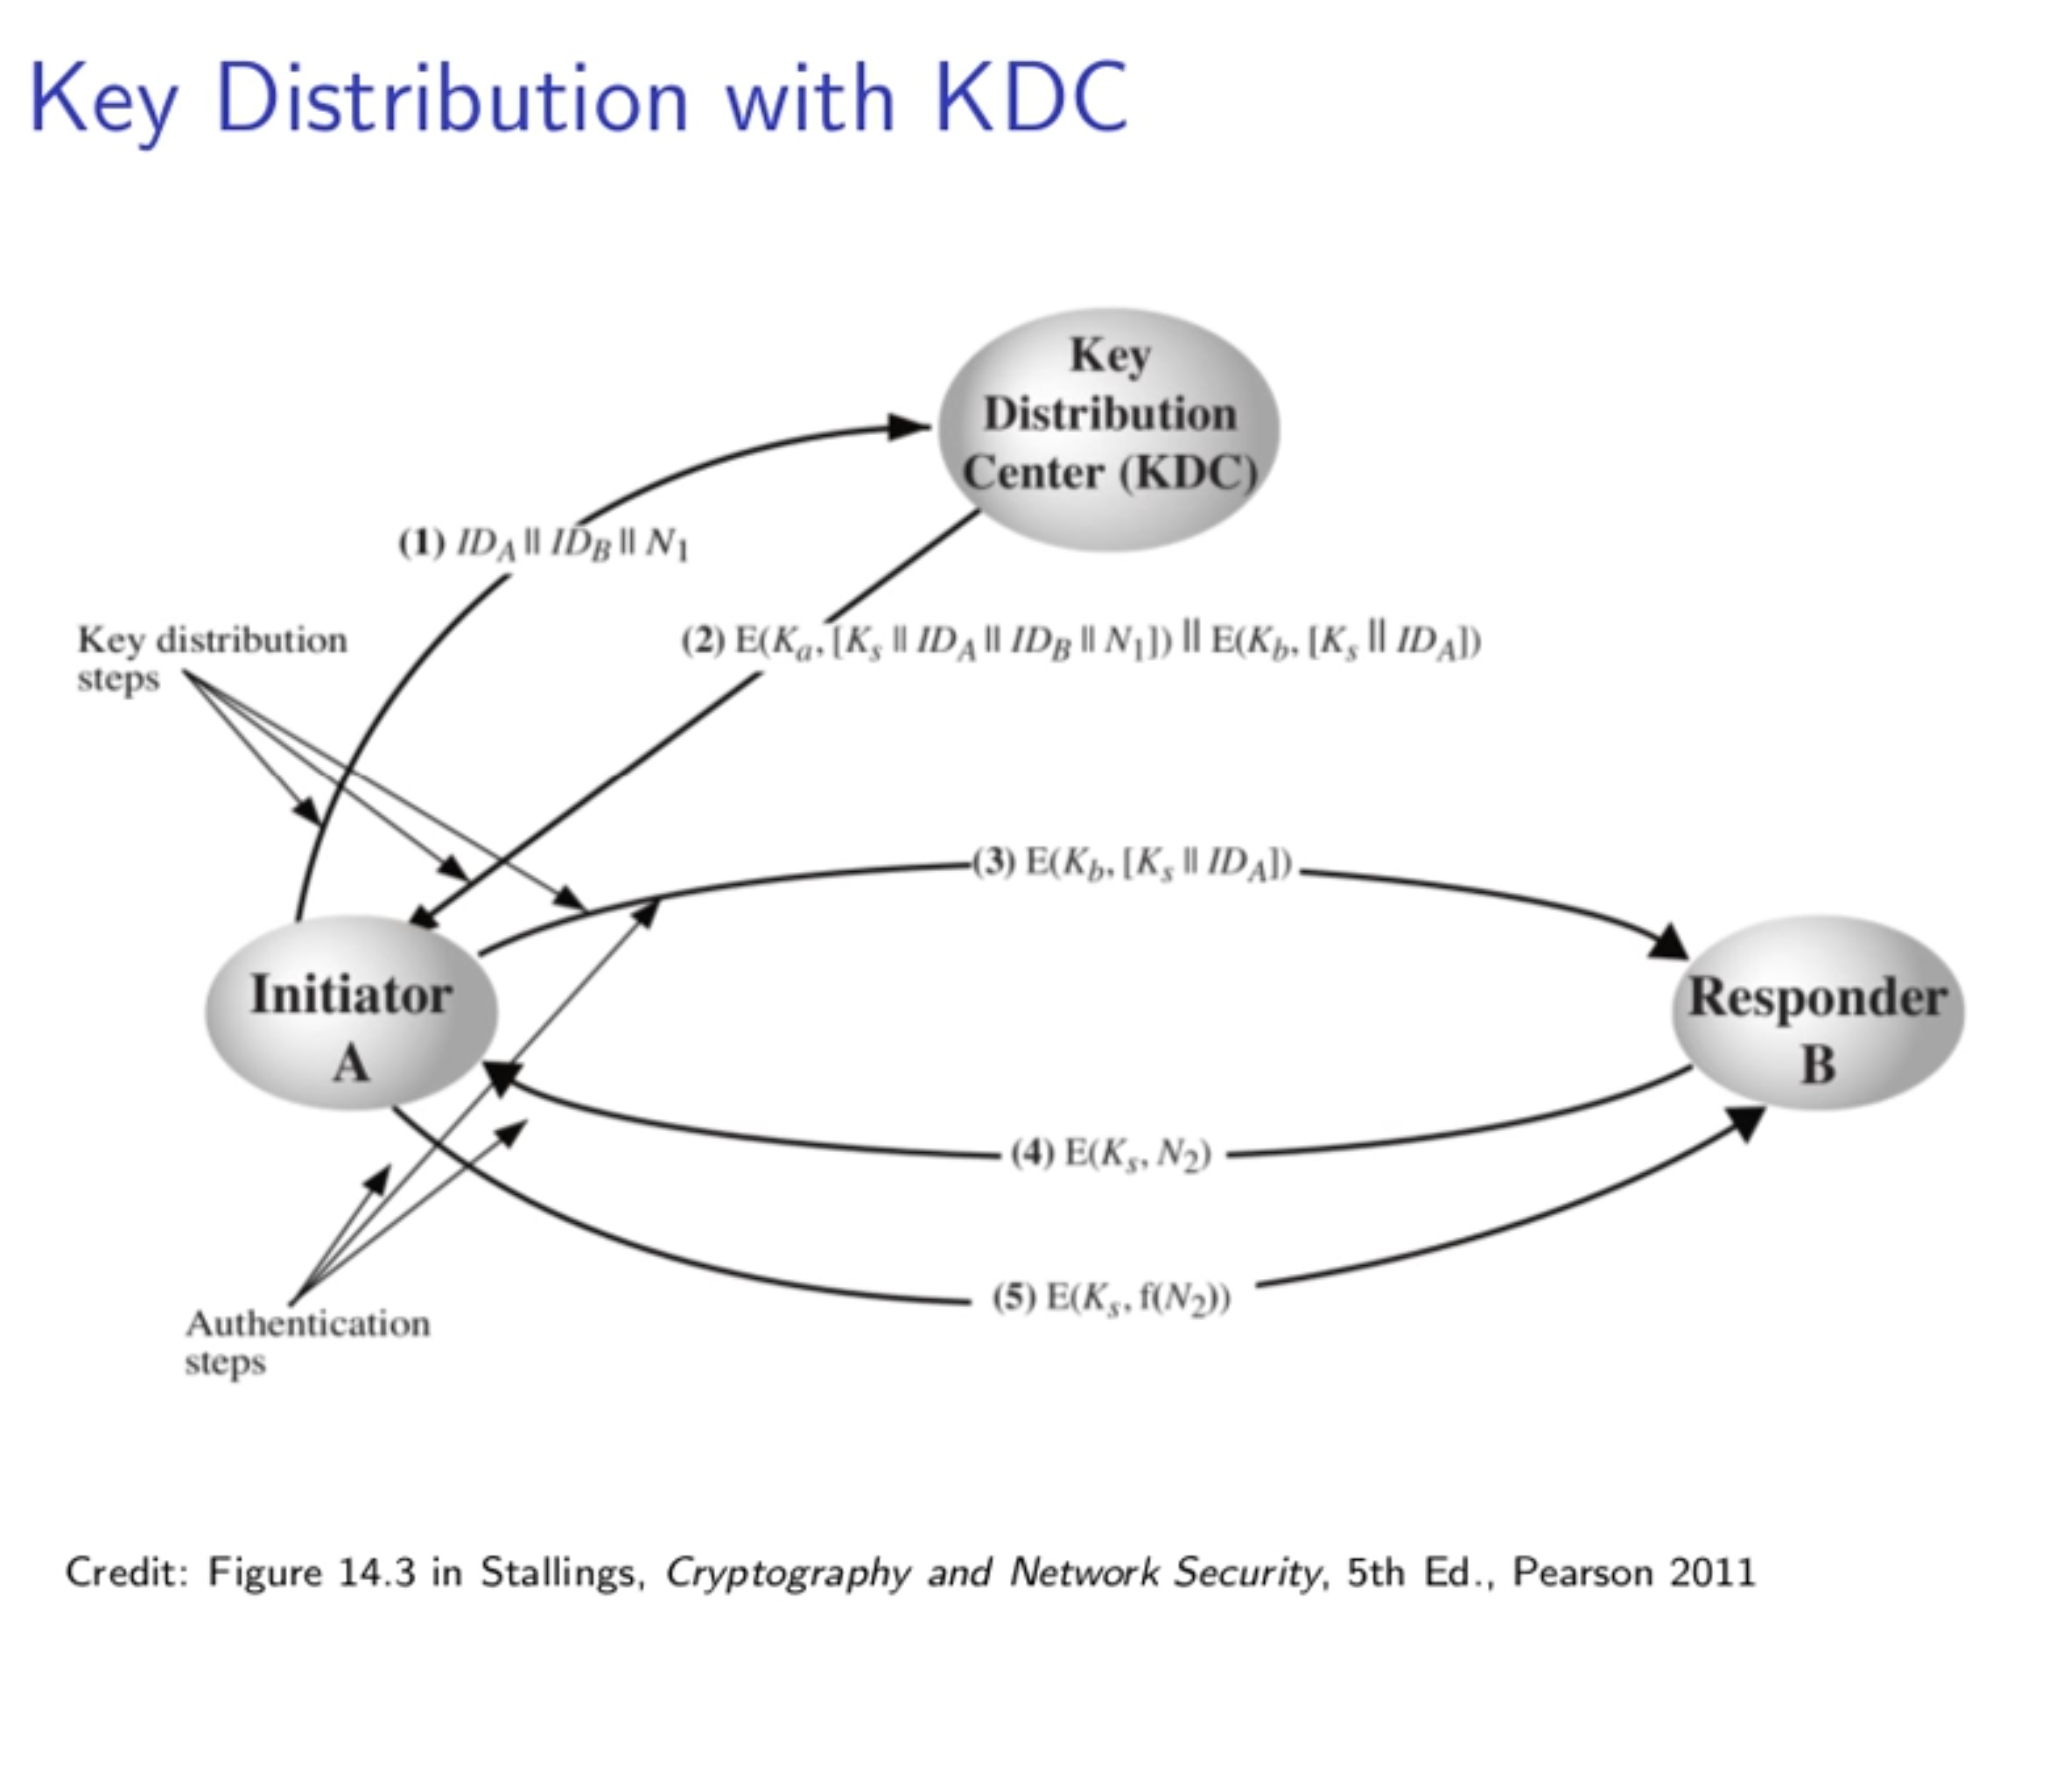 Key Distribution with KDC
Key
Distribution
Center (KDC)
(1) ID_A || ID_B || N_1
Key distribution
steps
(2) E(K_a, [K_s || ID_A || ID_B || N_1]) || E(K_b, [K_s || ID_A])
(3) E(K_b, [K_s || ID_A])
Initiator
A
Responder
B
(4) E(K_s, N_2)
(5) E(K_s, f(N_2))
Authentication
steps
Credit: Figure 14.3 in Stallings, Cryptography and Network Security, 5th Ed., Pearson 2011